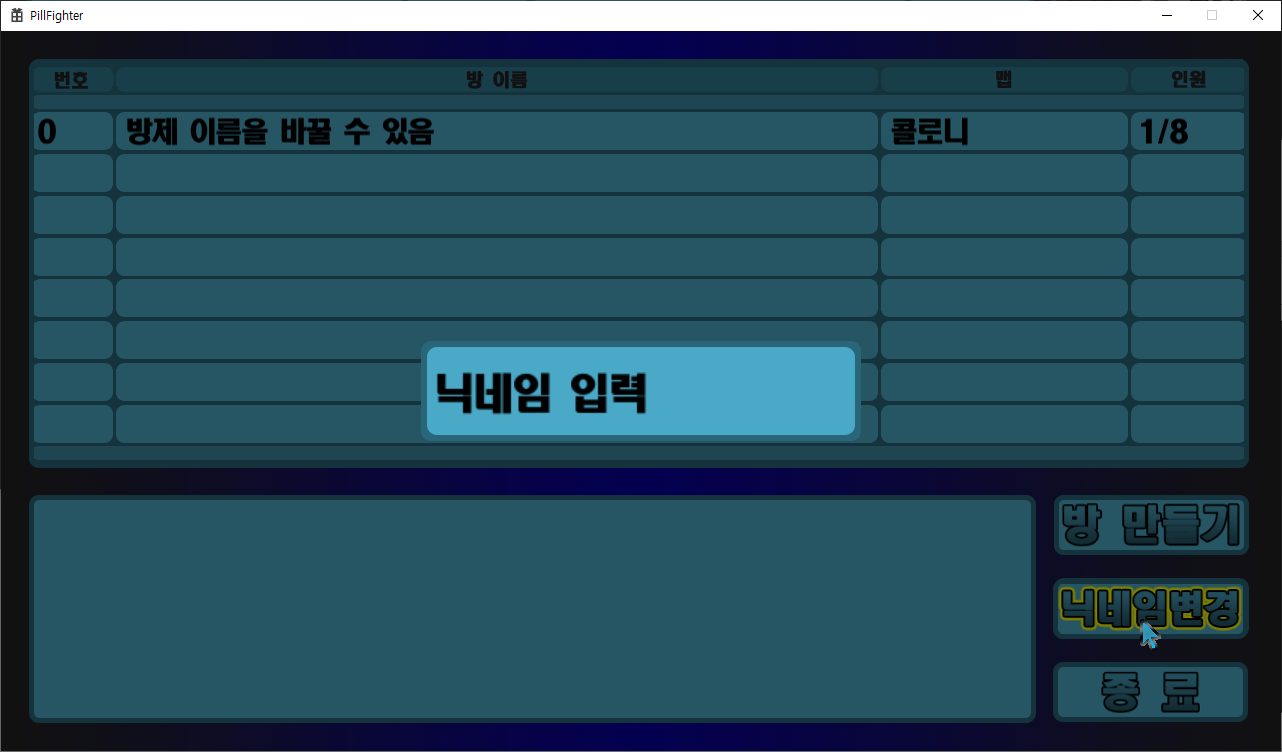 PillFighter
번호 방 이름 맵 인원
0 방제 이름을 바꿀 수 있음 콜로니 1/8
닉네임 입력
방 만들기
닉네임변경
종 료